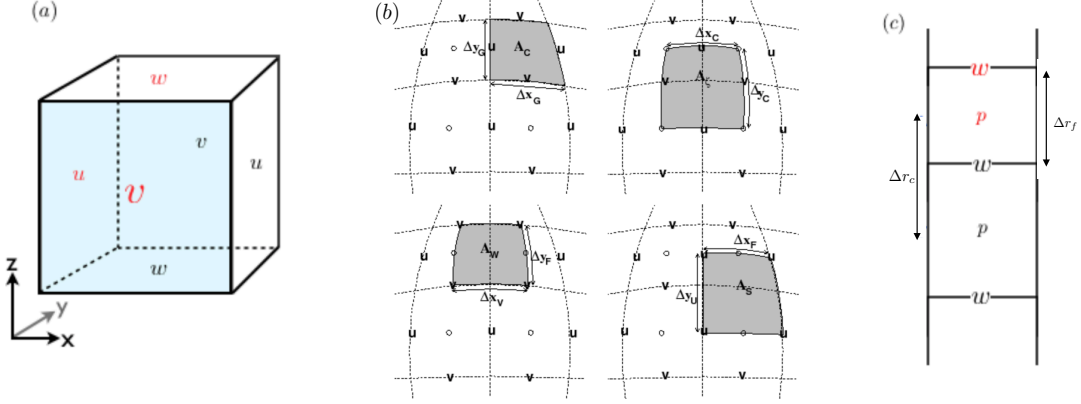 (a)
w
v
u
u
v
w
z
y
x
(b)
v
v
u
Δy_G
u
A_C
u
v
v
Δx_G
u
u
u
v
v
v
v
Δx_C
u
u
u
v
A_ζ
v
Δy_C
u
u
u
v
v
v
v
u
A_W
Δy_F
u
v
v
Δx_V
u
u
u
v
v
v
v
Δx_F
u
u
u
Δy_U
A_S
v
u
u
u
v
v
(c)
w
p
Δr_f
w
Δr_c
p
w